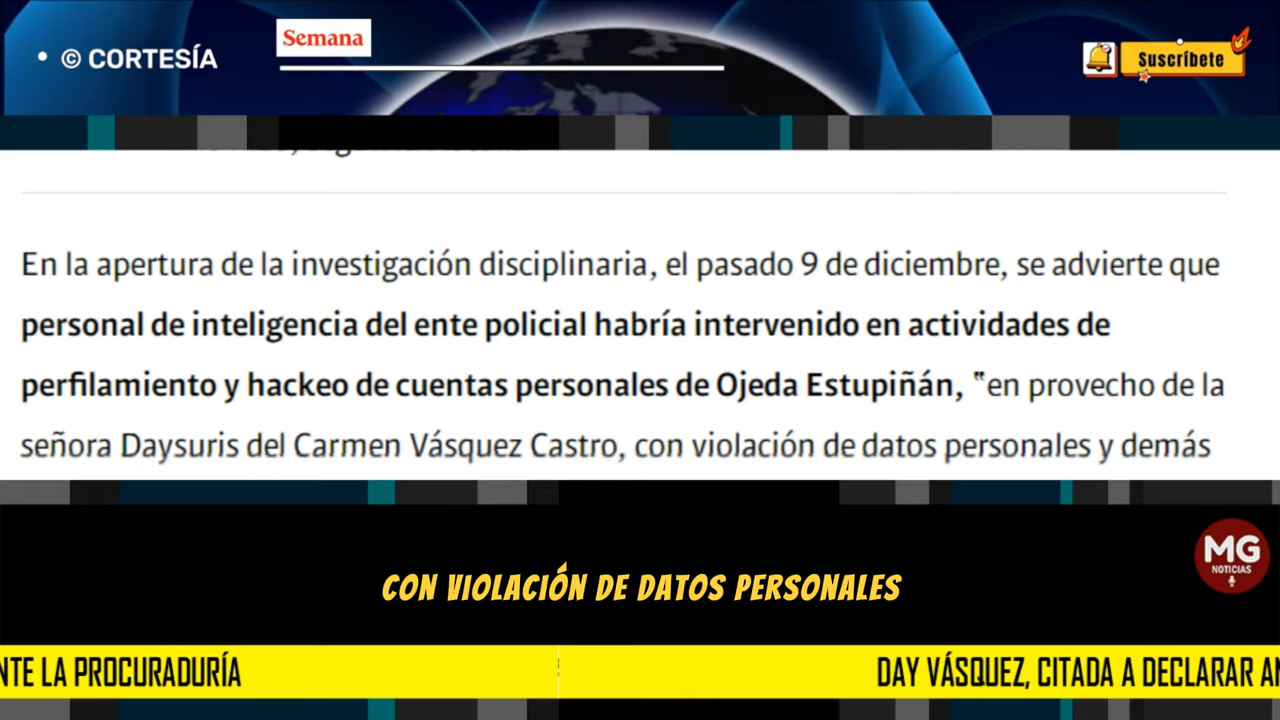 • © CORTESÍA
Semana
Suscríbete
En la apertura de la investigación disciplinaria, el pasado 9 de diciembre, se advierte que
personal de inteligencia del ente policial habría intervenido en actividades de
perfilamiento y hackeo de cuentas personales de Ojeda Estupiñán, "en provecho de la
señora Daysuris del Carmen Vásquez Castro, con violación de datos personales y demás
MG
NOTICIAS
CON VIOLACIÓN DE DATOS PERSONALES
NTE LA PROCURADURÍA
DAY VÁSQUEZ, CITADA A DECLARAR AN